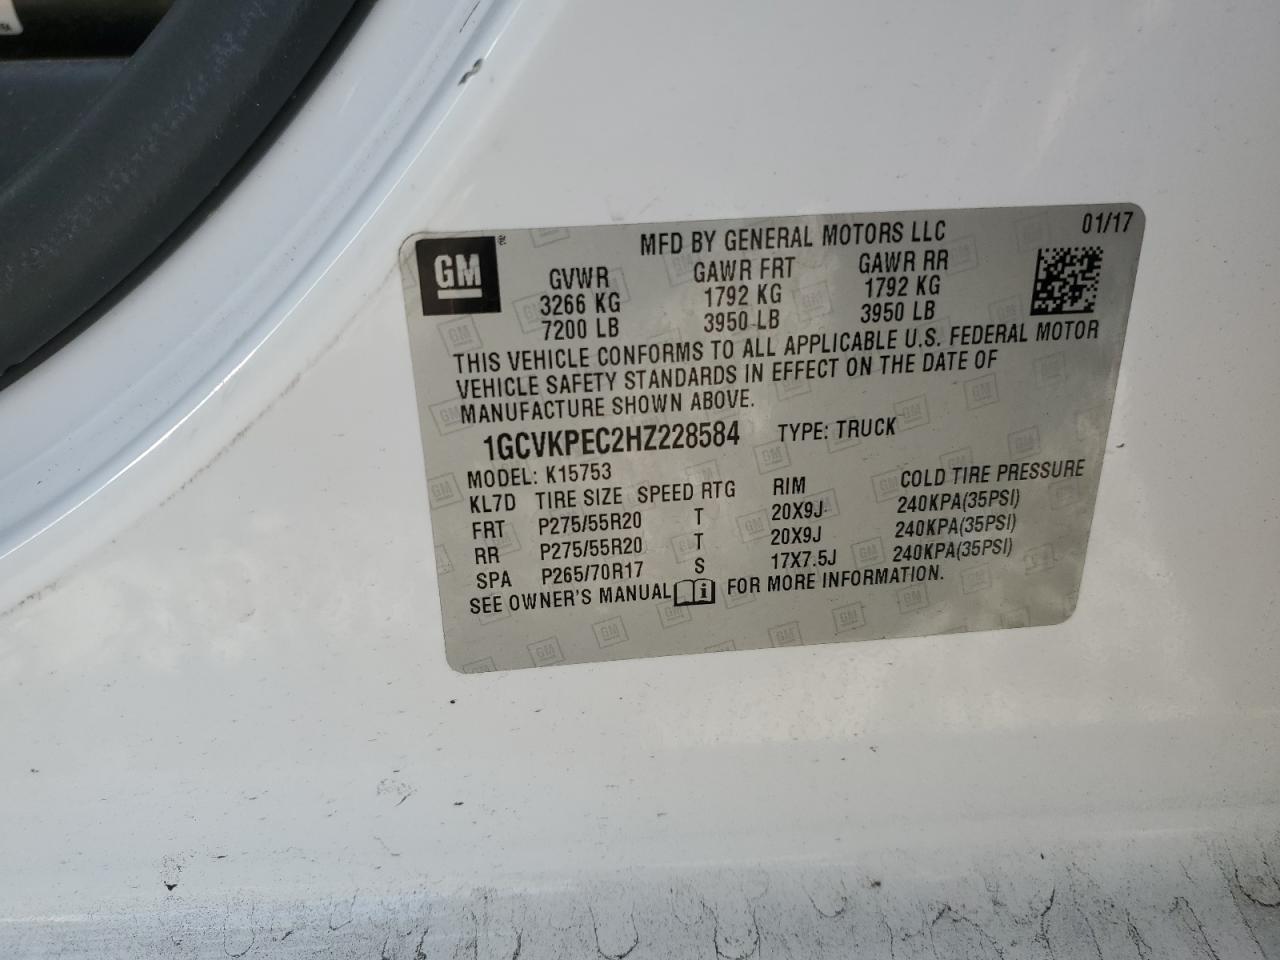 GM
MFD BY GENERAL MOTORS LLC
01/17
GVWR GAWR FRT GAWR RR
3266 KG 1792 KG 1792 KG
7200 LB 3950 LB 3950 LB
THIS VEHICLE CONFORMS TO ALL APPLICABLE U.S. FEDERAL MOTOR
VEHICLE SAFETY STANDARDS IN EFFECT ON THE DATE OF
MANUFACTURE SHOWN ABOVE.
1GCVKPEC2HZ228584 TYPE: TRUCK
MODEL: K15753
KL7D TIRE SIZE SPEED RTG RIM COLD TIRE PRESSURE
FRT P275/55R20 T 20X9J 240KPA(35PSI)
RR P275/55R20 T 20X9J 240KPA(35PSI)
SPA P265/70R17 S 17X7.5J 240KPA(35PSI)
SEE OWNER'S MANUAL i FOR MORE INFORMATION.